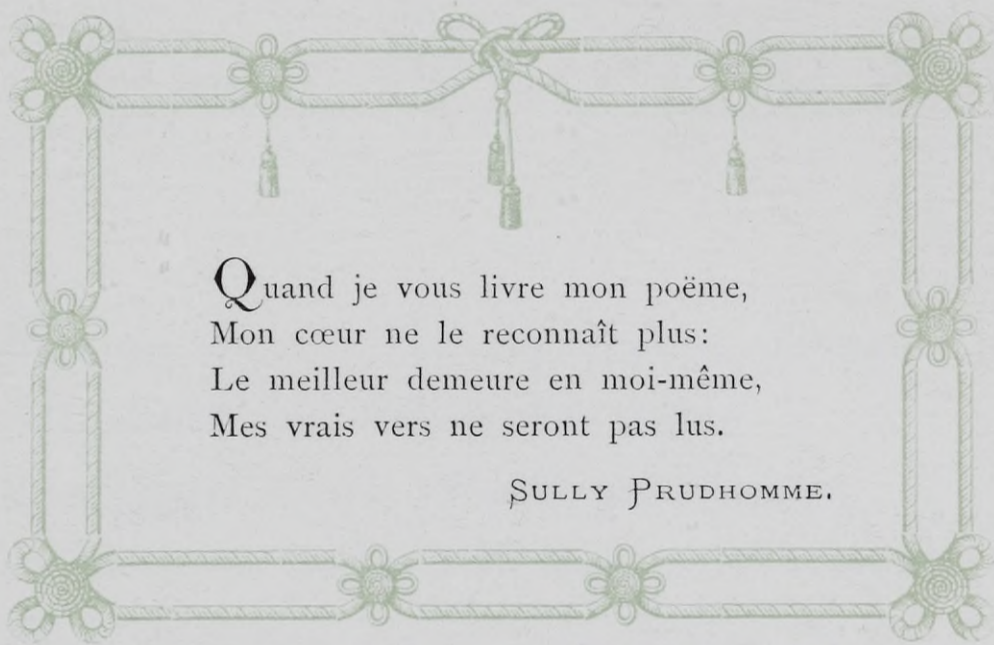 Quand je vous livre mon poëme,
Mon cœur ne le reconnaît plus:
Le meilleur demeure en moi-même,
Mes vrais vers ne seront pas lus.
Sully Prudhomme.